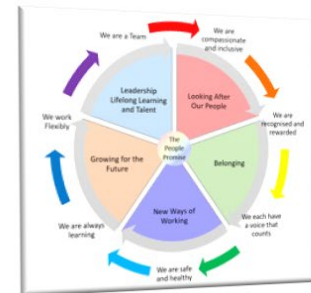 We are a Team
We are
compassionate
and inclusive
We are
recognised and
rewarded
We each have
a voice that
counts
We are safe
and healthy
We are always
learning
We work
Flexibly
Leadership
Lifelong Learning
and Talent
Looking After
Our People
Belonging
New Ways of
Working
Growing for the
Future
The
People
Promise